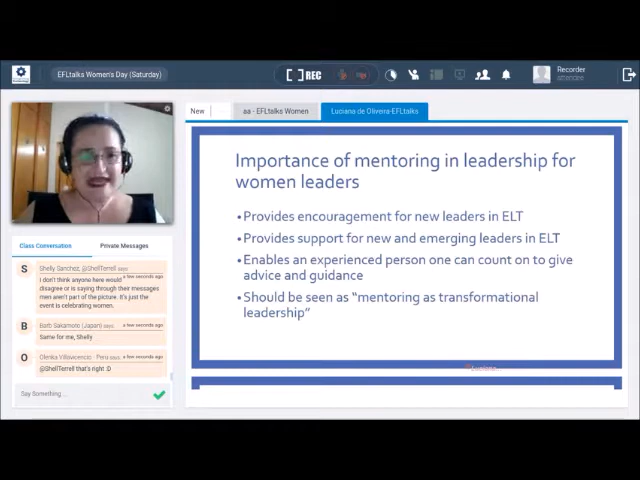 EFLtalks Women's Day (Saturday)
[ ] REC
Recorder
attendee
New
aa - EFLtalks Women
Luciana de Oliveira-EFLtalks
Importance of mentoring in leadership for
women leaders
•Provides encouragement for new leaders in ELT
•Provides support for new and emerging leaders in ELT
•Enables an experienced person one can count on to give
advice and guidance
•Should be seen as “mentoring as transformational
leadership”
Luciana
Class Conversation
Private Messages
S
Shelly Sanchez, @ShellTerrell says
a few seconds ago
I don't think anyone here would
disagree or is saying through their messages
men aren't part of the picture. It's just the
event is celebrating women.
B
Barb Sakamoto (Japan) says
a few seconds ago
Same for me, Shelly
O
Olenka Villavicencio - Peru says
a few seconds ago
@ShellTerrell that's right :D
Say Something...